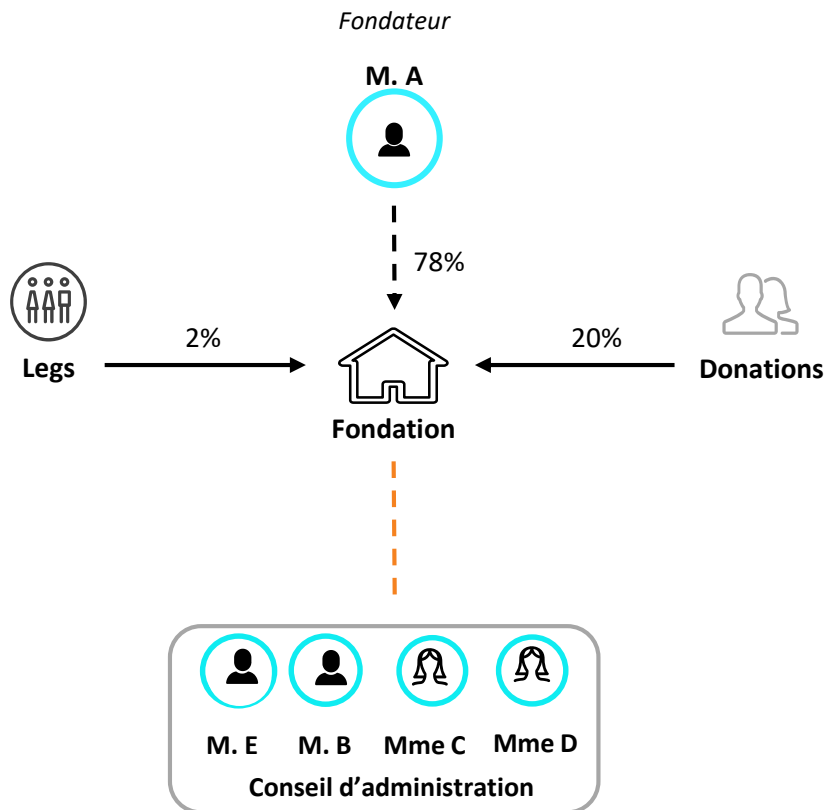 Fondateur
M. A
78%
2%
20%
Legs
Donations
Fondation
M. E
M. B
Mme C
Mme D
Conseil d’administration